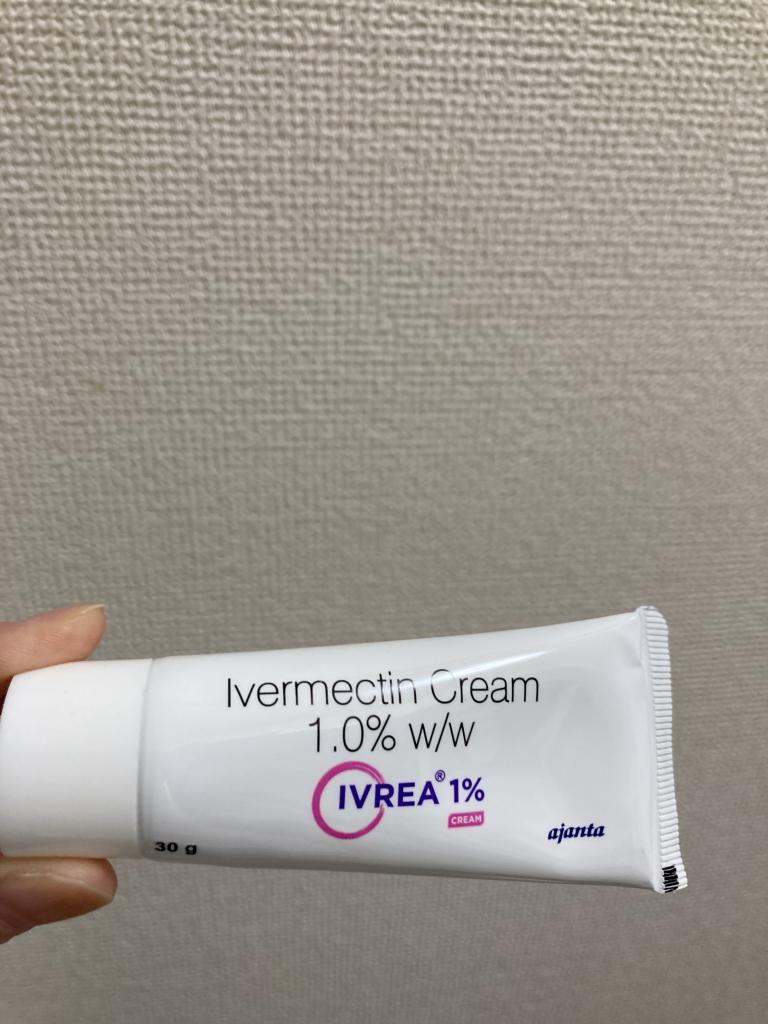 Ivermectin Cream
1.0% w/w
IVREA® 1%
CREAM
ajanta
30 g